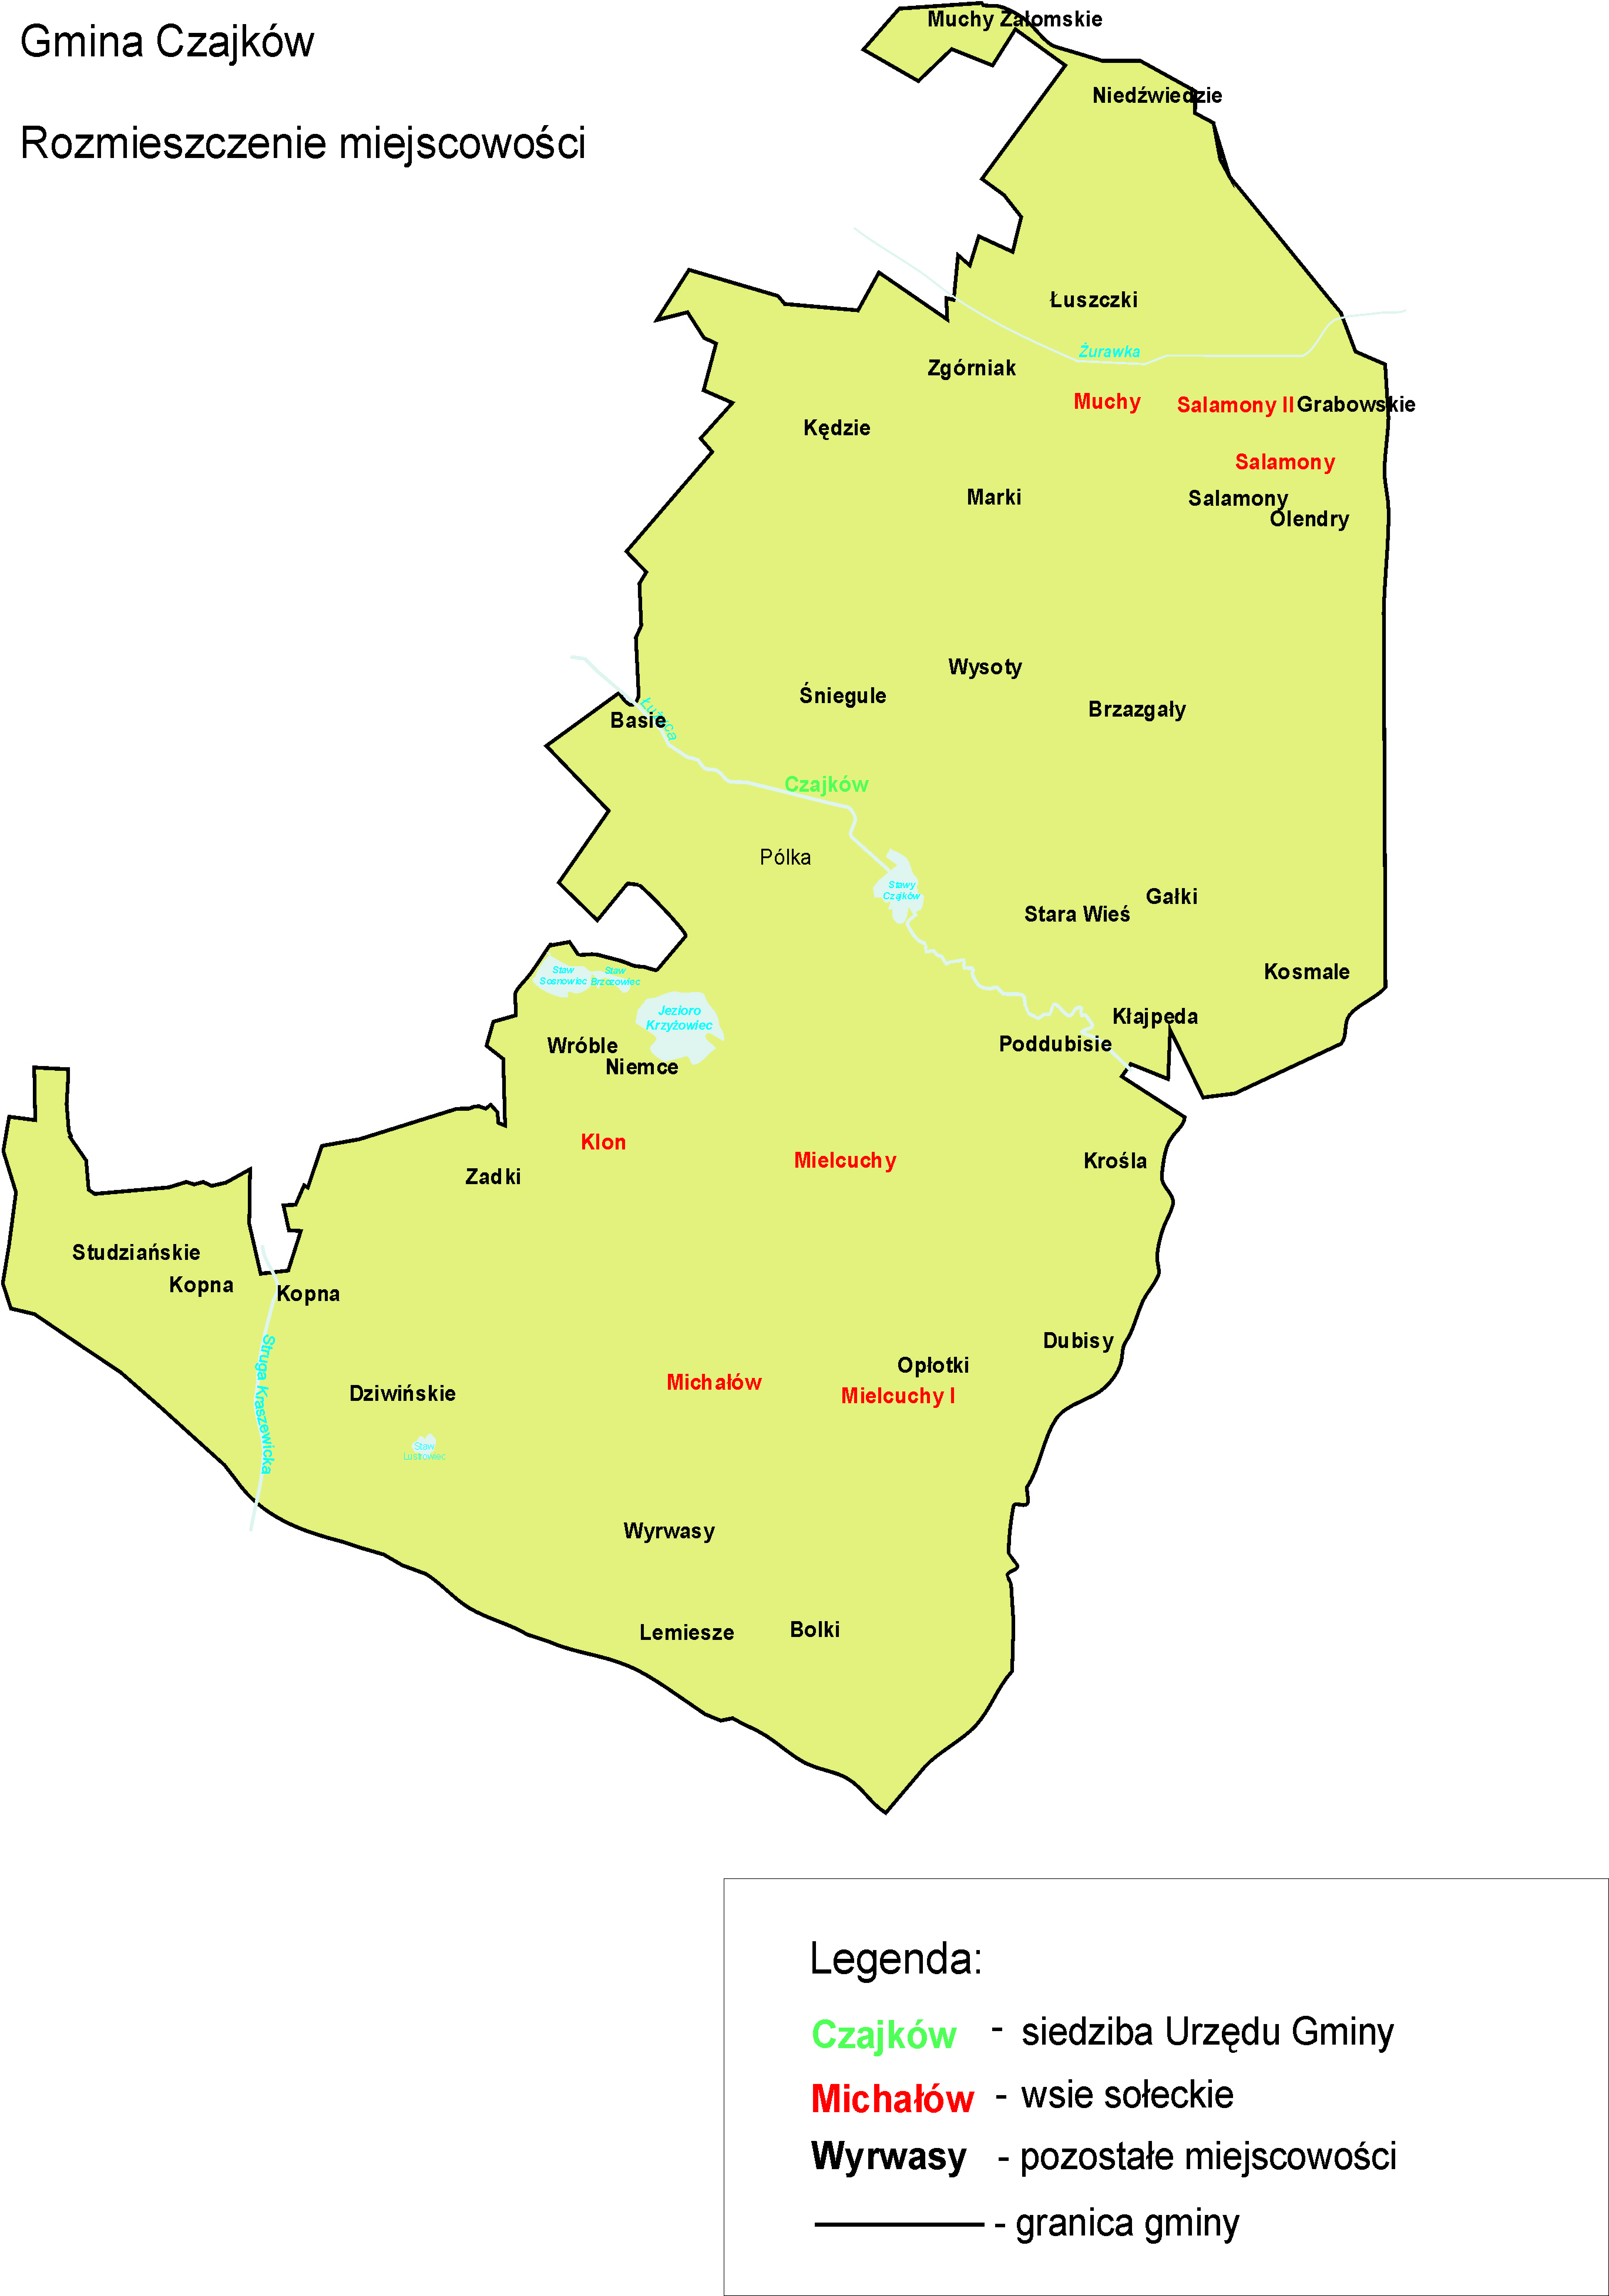 Gmina Czajków
Rozmieszczenie miejscowości
Muchy Załomskie
Niedźwiedzie
Łuszczki
Żurawka
Zgórniak
Muchy
Salamony II
Grabowskie
Kędzie
Salamony
Marki
Salamony
Olendry
Wysoty
Śniegule
Łużyca
Basie
Brzazgały
Czajków
Pólka
Stawy
Czajków
Gałki
Stara Wieś
Staw
Sosnowiec
Staw
Brzozowiec
Kosmale
Jezioro
Krzyżowiec
Kłajpeda
Wróble
Poddubisie
Niemce
Klon
Mielcuchy
Krośla
Zadki
Studziańskie
Kopna
Kopna
Struga Kraszewicka
Dubisy
Opłotki
Michałów
Dziwińskie
Mielcuchy I
Staw
Lustrowiec
Wyrwasy
Lemiesze
Bolki
Legenda:
Czajków - siedziba Urzędu Gminy
Michałów - wsie sołeckie
Wyrwasy - pozostałe miejscowości
- granica gminy